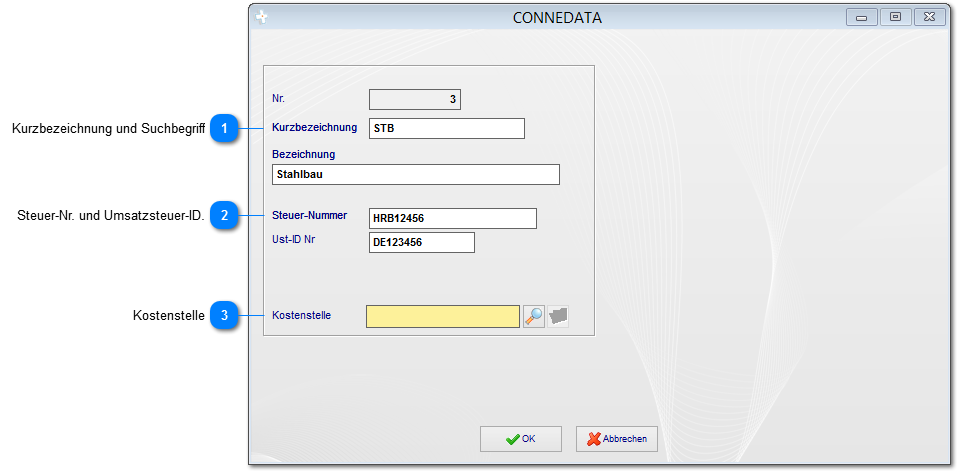 CONNEDATA
Nr. 3
Kurzbezeichnung und Suchbegriff 1 Kurzbezeichnung STB
Bezeichnung
Stahlbau
Steuer-Nr. und Umsatzsteuer-ID. 2 Steuer-Nummer HRB12456
Ust-ID Nr DE123456
Kostenstelle 3 Kostenstelle
OK Abbrechen